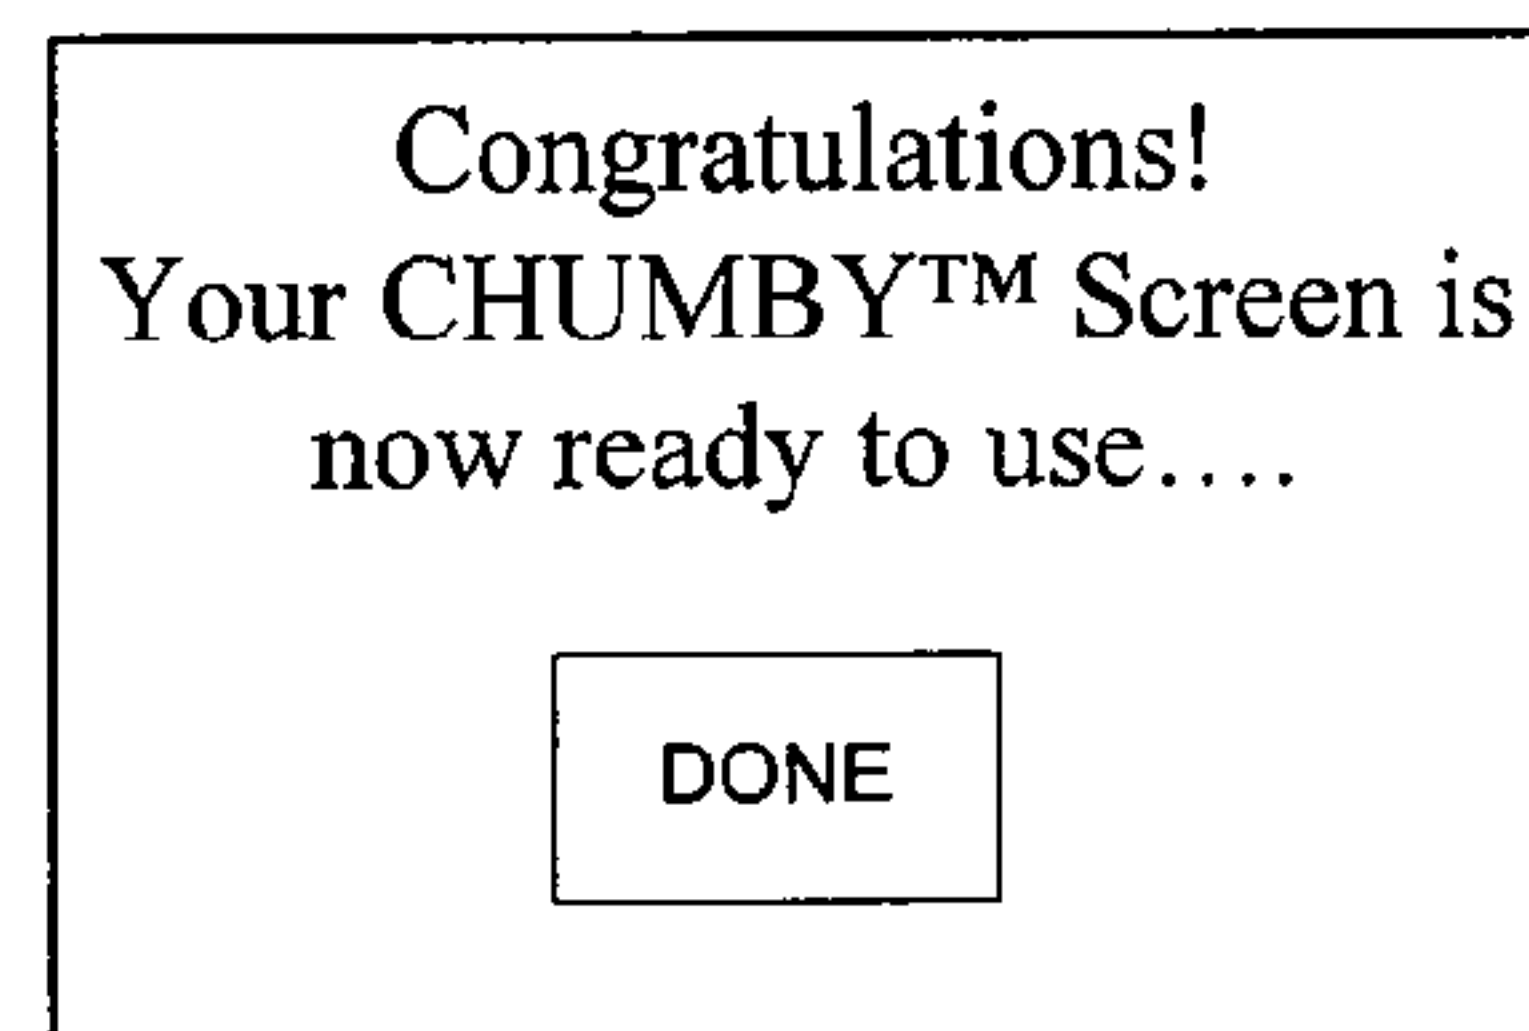 Congratulations!
Your CHUMBY™ Screen is
now ready to use....
DONE